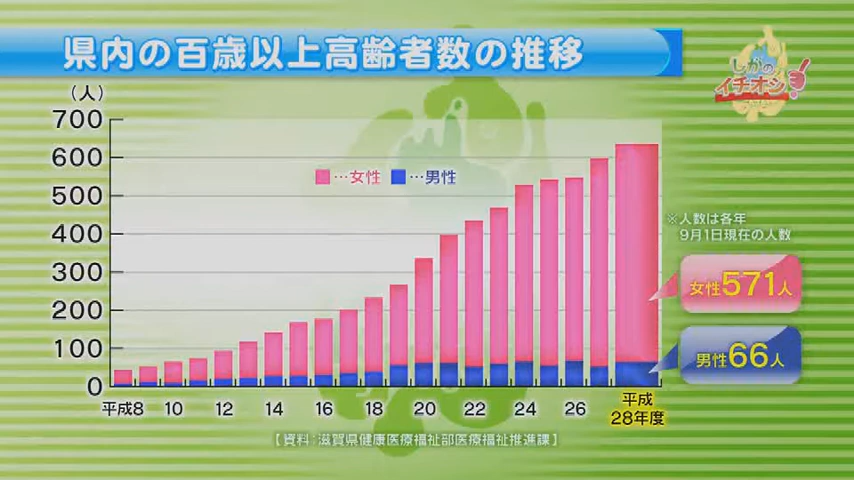 県内の百歳以上高齢者数の推移
しがの
イチオシ!
(人)
700
600
500
400
300
200
100
0
…女性 …男性
※人数は各年
9月1日現在の人数
女性571人
男性66人
平成8 10 12 14 16 18 20 22 24 26 平成
28年度
【資料:滋賀県健康医療福祉部医療福祉推進課】